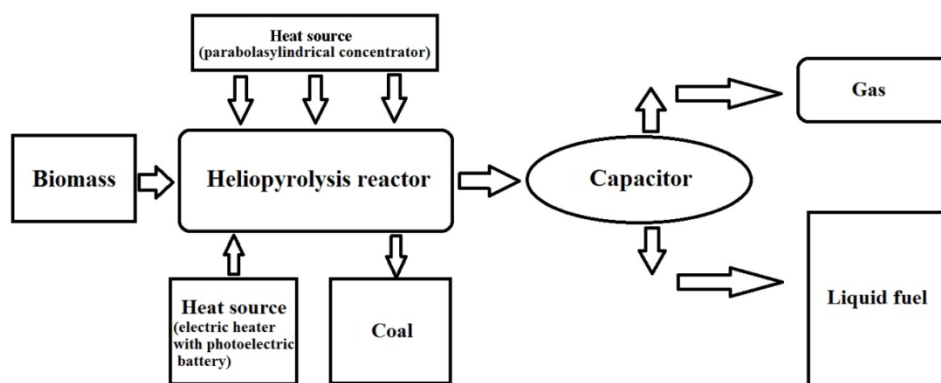 Heat source
(parabolasylindrical concentrator)
Gas
Biomass
Heliopyrolysis reactor
Capacitor
Heat source
(electric heater
with photoelectric
battery)
Coal
Liquid fuel